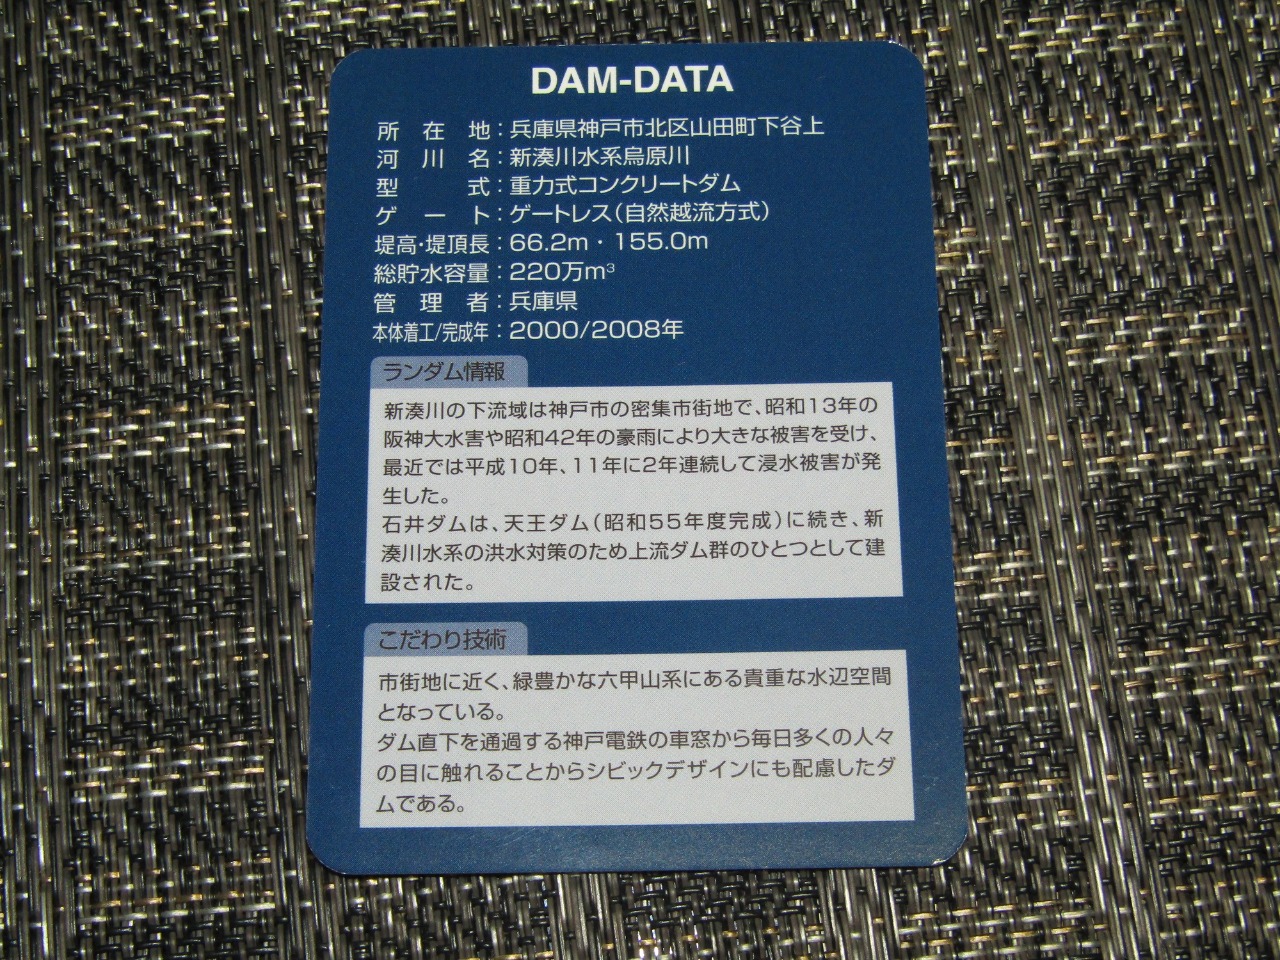 DAM-DATA
所在地：兵庫県神戸市北区山田町下谷上
河川名：新湊川水系烏原川
型式：重力式コンクリートダム
ゲート：ゲートレス（自然越流方式）
堤高・堤頂長：66.2m・155.0m
総貯水容量：220万m³
管理者：兵庫県
本体着工/完成年：2000/2008年
ランダム情報
新湊川の下流域は神戸市の密集市街地で、昭和13年の
阪神大水害や昭和42年の豪雨により大きな被害を受け、
最近では平成10年、11年に2年連続して浸水被害が発
生した。
石井ダムは、天王ダム（昭和55年度完成）に続き、新
湊川水系の洪水対策のため上流ダム群のひとつとして建
設された。
こだわり技術
市街地に近く、緑豊かな六甲山系にある貴重な水辺空間
となっている。
ダム直下を通過する神戸電鉄の車窓から毎日多くの人々
の目に触れることからシビックデザインにも配慮したダ
ムである。